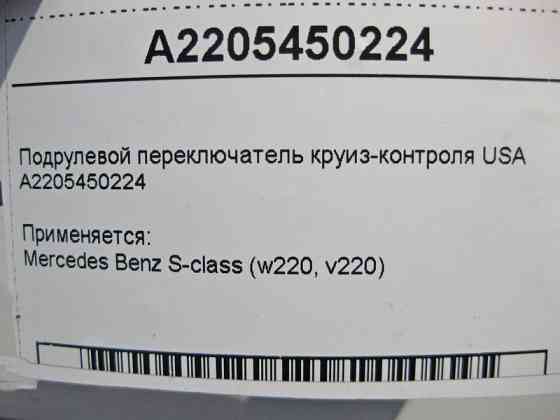 A2205450224
Подрулевой переключатель круиз-контроля USA
A2205450224
Применяется:
Mercedes Benz S-class (w220, v220)